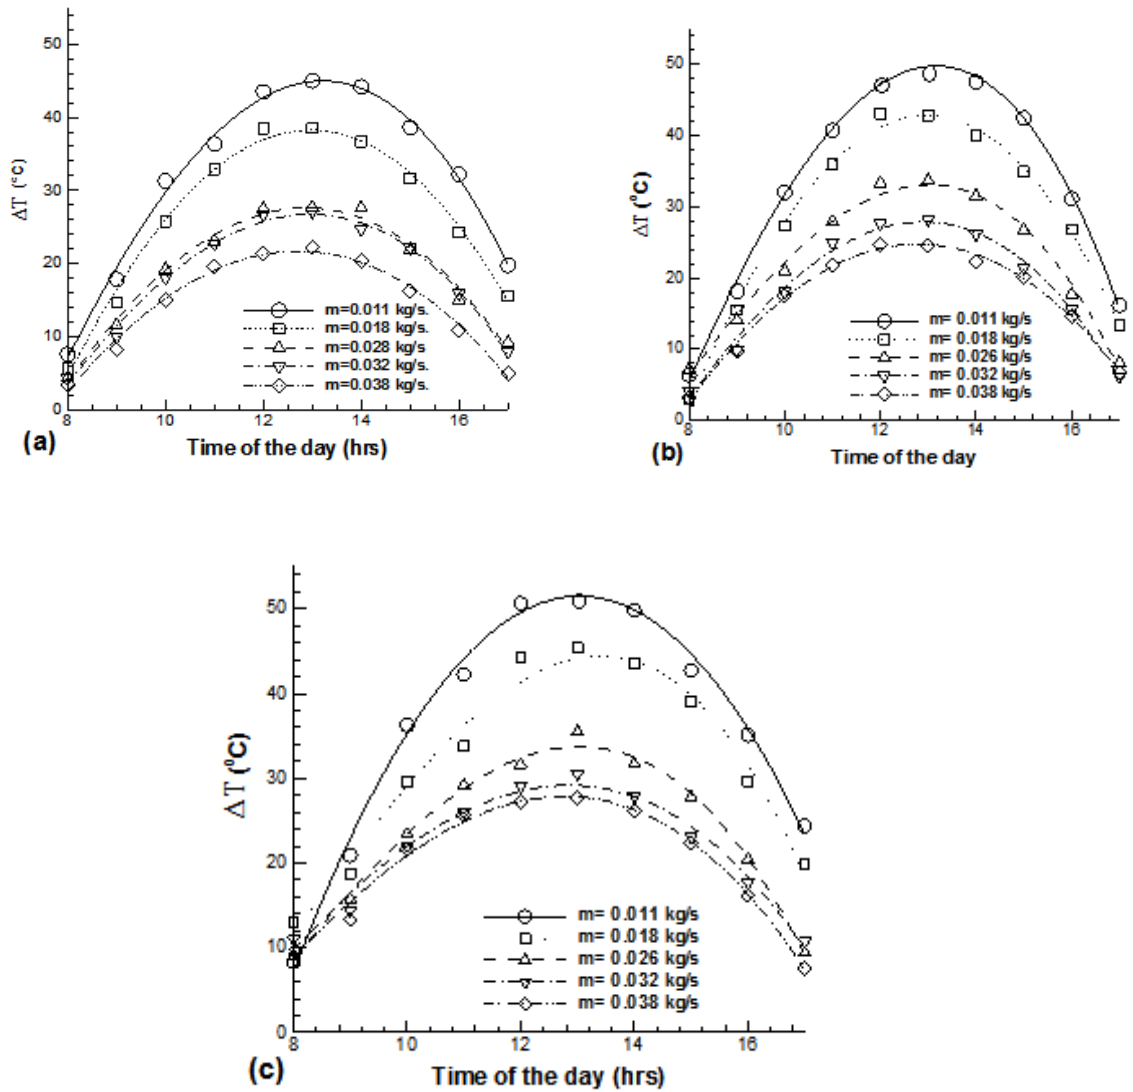 50
40
30
20
10
0
ΔT (°C)
m=0.011 kg/s.
m=0.018 kg/s.
m=0.028 kg/s.
m=0.032 kg/s.
m=0.038 kg/s.
8 10 12 14 16
(a) Time of the day (hrs)
50
40
30
20
10
0
ΔT (⁰C)
m= 0.011 kg/s
m= 0.018 kg/s
m= 0.026 kg/s
m= 0.032 kg/s
m= 0.038 kg/s
8 10 12 14 16
(b) Time of the day
50
40
30
20
10
0
ΔT (⁰C)
m= 0.011 kg/s
m= 0.018 kg/s
m= 0.026 kg/s
m= 0.032 kg/s
m= 0.038 kg/s
8 10 12 14 16
(c) Time of the day (hrs)